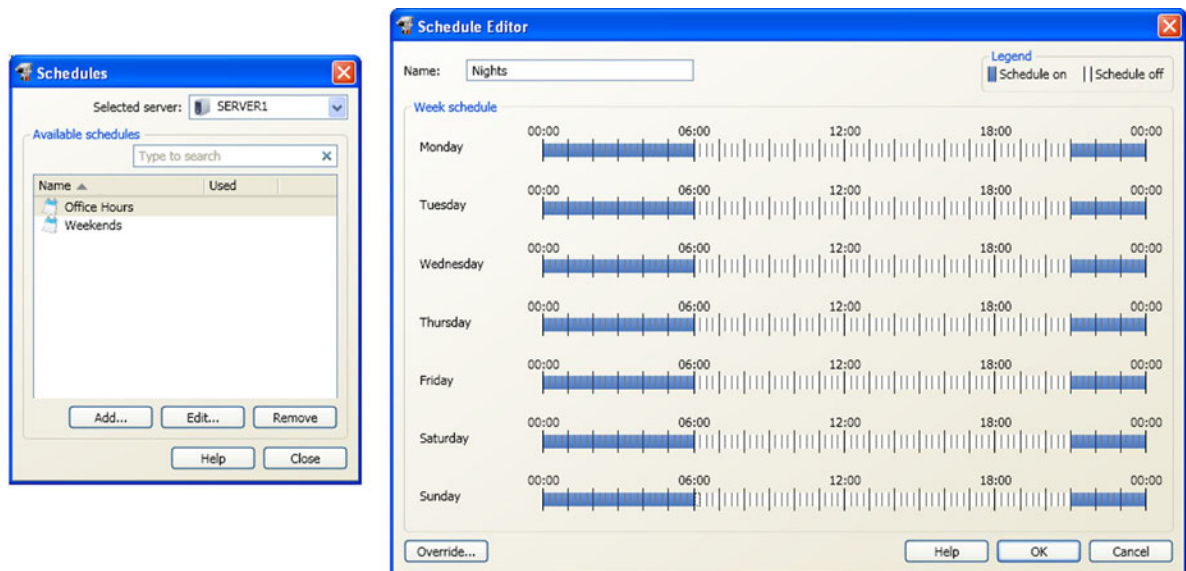 Schedules
Selected server: SERVER1
Available schedules
Type to search
Name Used
Office Hours
Weekends
Add... Edit... Remove
Help Close
Schedule Editor
Name: Nights
Legend
Schedule on Schedule off
Week schedule
00:00 06:00 12:00 18:00 00:00
Monday
00:00 06:00 12:00 18:00 00:00
Tuesday
00:00 06:00 12:00 18:00 00:00
Wednesday
00:00 06:00 12:00 18:00 00:00
Thursday
00:00 06:00 12:00 18:00 00:00
Friday
00:00 06:00 12:00 18:00 00:00
Saturday
00:00 06:00 12:00 18:00 00:00
Sunday
Override... Help OK Cancel